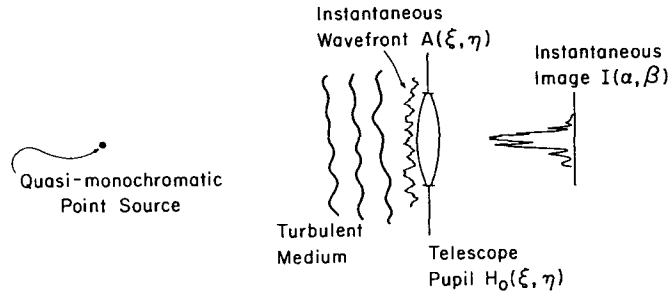 Instantaneous
Wavefront A(ξ,η)
Instantaneous
Image I(α,β)
Quasi-monochromatic
Point Source
Turbulent
Medium
Telescope
Pupil H₀(ξ,η)